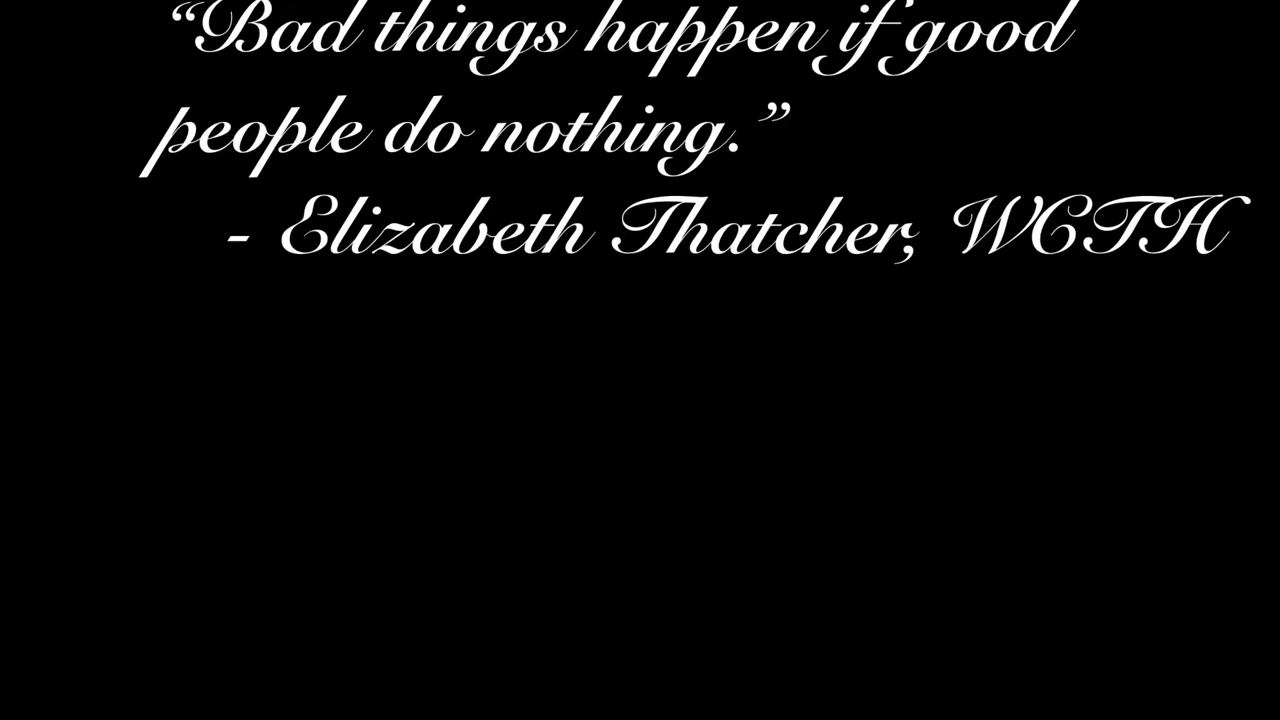 “Bad things happen if good
people do nothing.”
- Elizabeth Thatcher, WCTH